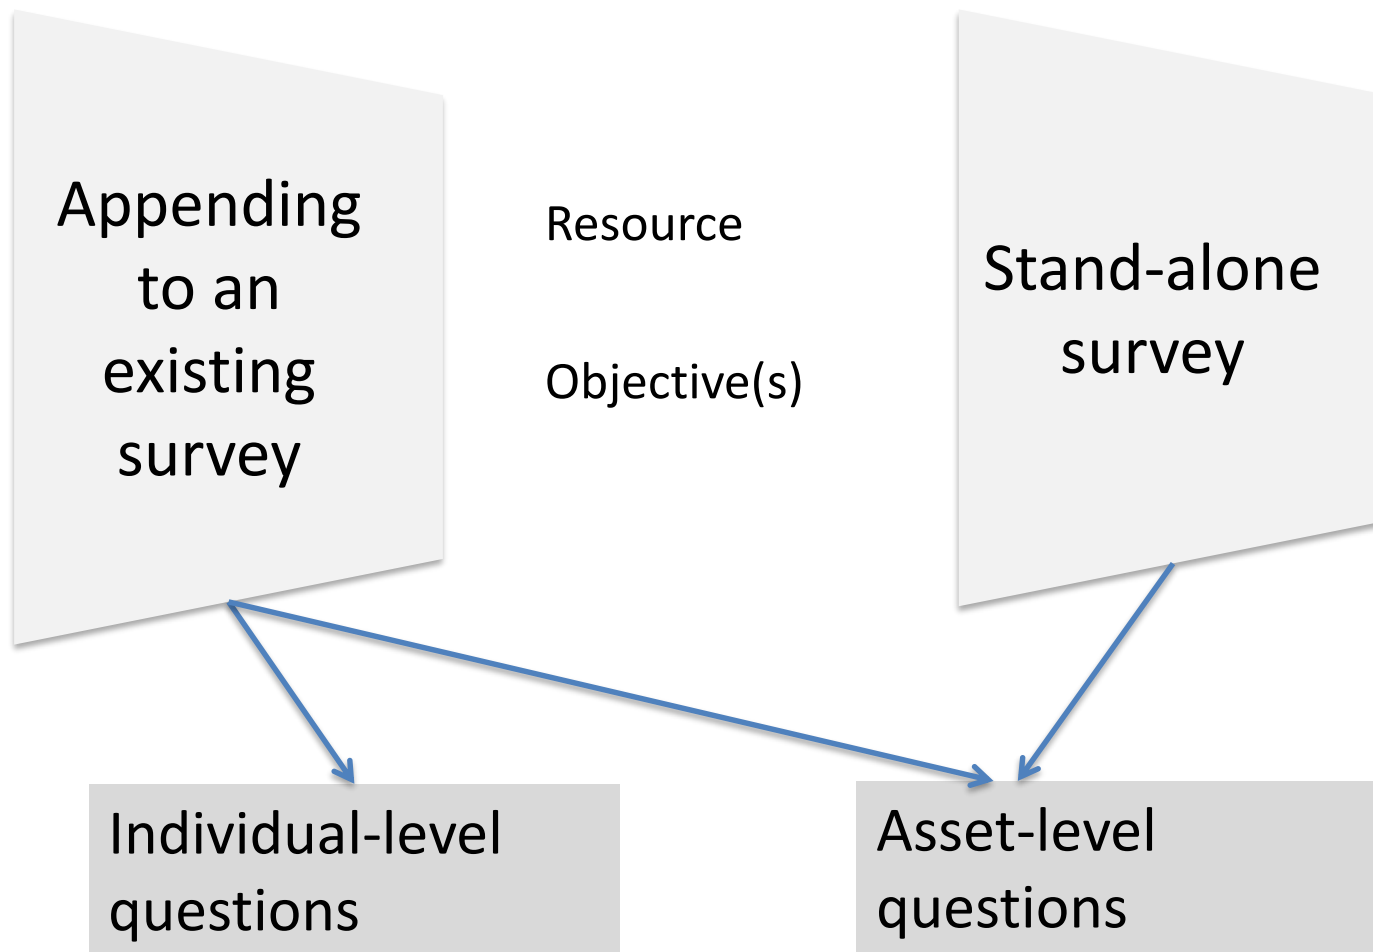 Appending
to an
existing
survey
Resource
Objective(s)
Stand-alone
survey
Individual-level
questions
Asset-level
questions